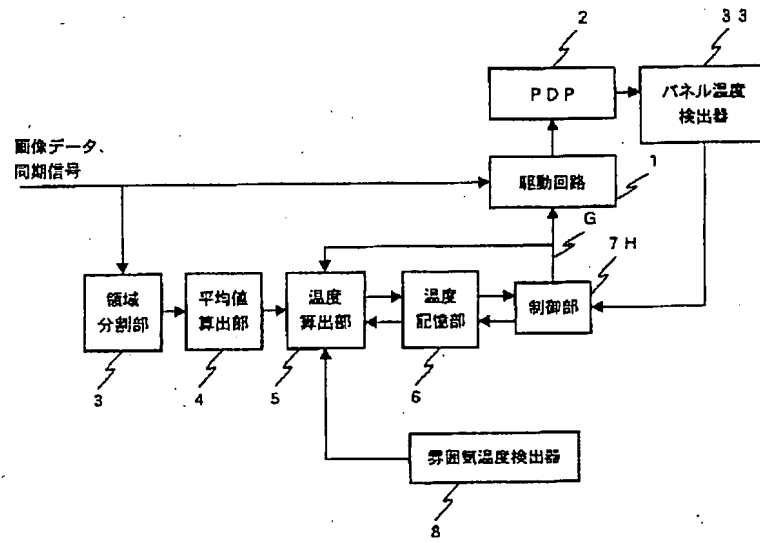 2
33
PDP
パネル温度
検出器
画像データ、
同期信号
駆動回路
1
G
7H
領域
分割部
平均値
算出部
温度
算出部
温度
記憶部
制御部
3
4
5
6
雰囲気温度検出器
8